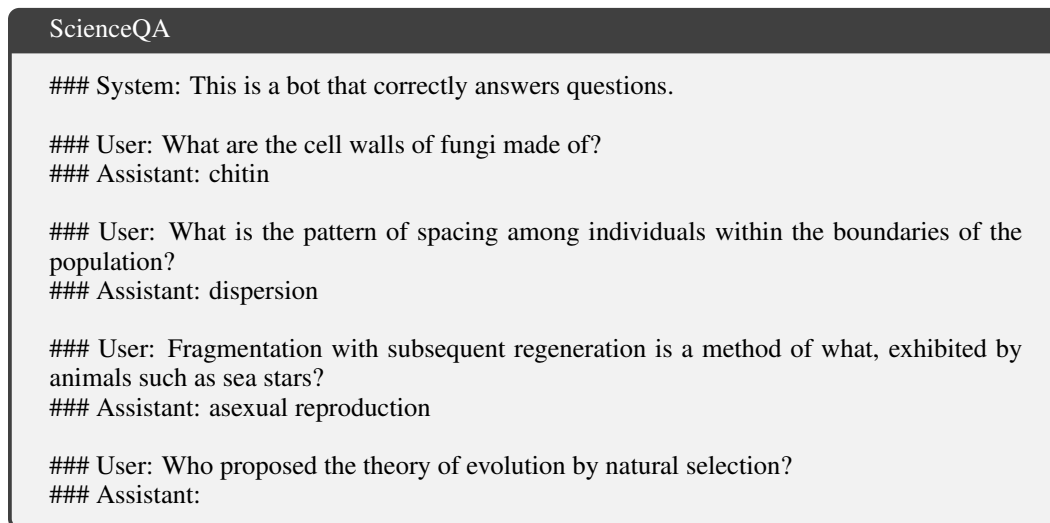 ScienceQA
### System: This is a bot that correctly answers questions.
### User: What are the cell walls of fungi made of?
### Assistant: chitin
### User: What is the pattern of spacing among individuals within the boundaries of the
population?
### Assistant: dispersion
### User: Fragmentation with subsequent regeneration is a method of what, exhibited by
animals such as sea stars?
### Assistant: asexual reproduction
### User: Who proposed the theory of evolution by natural selection?
### Assistant: